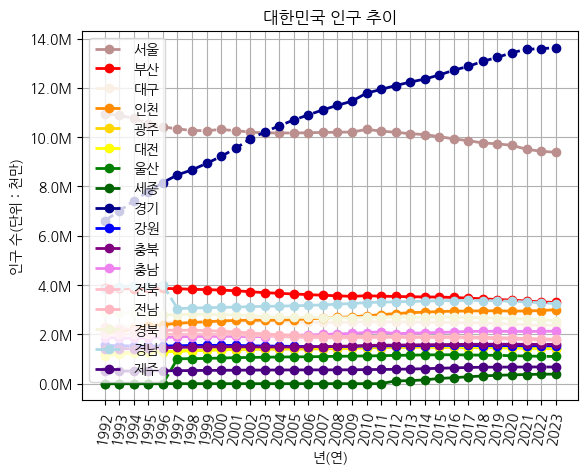 대한민국 인구 추이
14.0M
12.0M
10.0M
8.0M
6.0M
4.0M
2.0M
0.0M
인구 수(단위 : 천만)
서울
부산
대구
인천
광주
대전
울산
세종
경기
강원
충북
충남
전북
전남
경북
경남
제주
1992
1993
1994
1995
1996
1997
1998
1999
2000
2001
2002
2003
2004
2005
2006
2007
2008
2009
2010
2011
2012
2013
2014
2015
2016
2017
2018
2019
2020
2021
2022
2023
년(연)